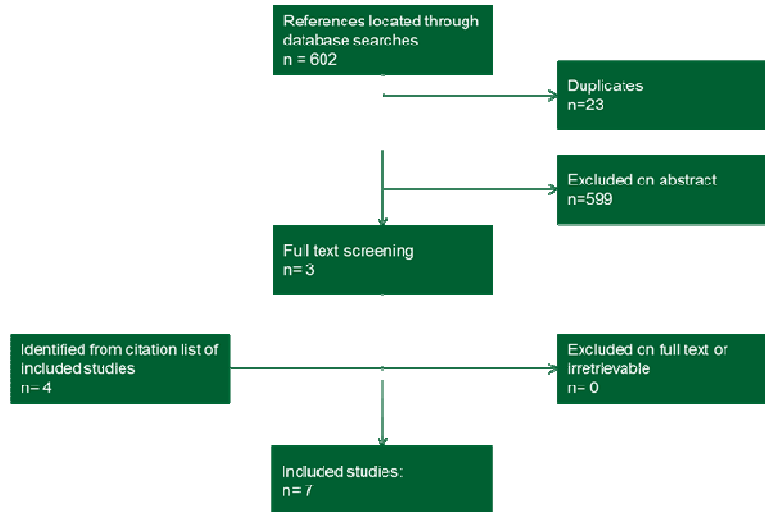 References located through
database searches
n = 602
Duplicates
n=23
Excluded on abstract
n=599
Full text screening
n= 3
Identified from citation list of
included studies
n= 4
Excluded on full text or
irretrievable
n= 0
Included studies:
n= 7